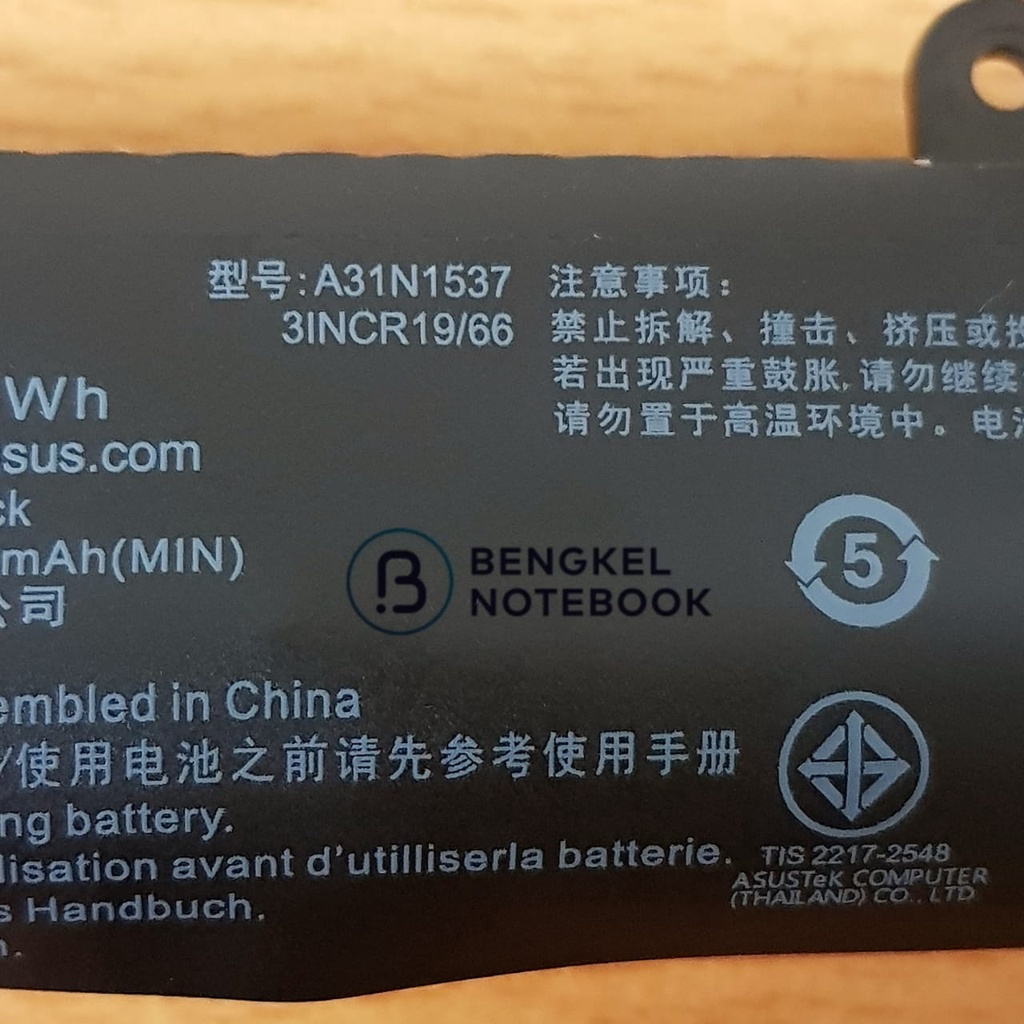 型号:A31N1537
3INCR19/66
Wh
sus.com
ck
mAh(MIN)
公司
embled in China
/使用电池之前请先参考使用手册
ng battery.
lisation avant d'utilliserla batterie.
s Handbuch.
n.
注意事项:
禁止拆解、撞击、挤压或投
若出现严重鼓胀,请勿继续
请勿置于高温环境中。电池
BENGKEL
NOTEBOOK
5
TIS 2217-2548
ASUSTeK COMPUTER
(THAILAND) CO., LTD